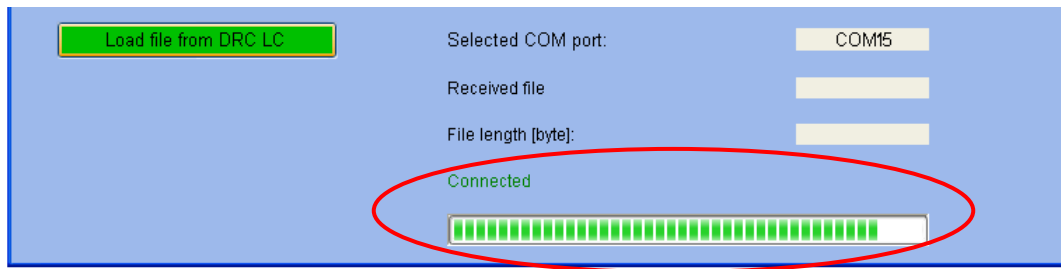 Load file from DRC LC
Selected COM port: COM15
Received file
File length [byte]:
Connected